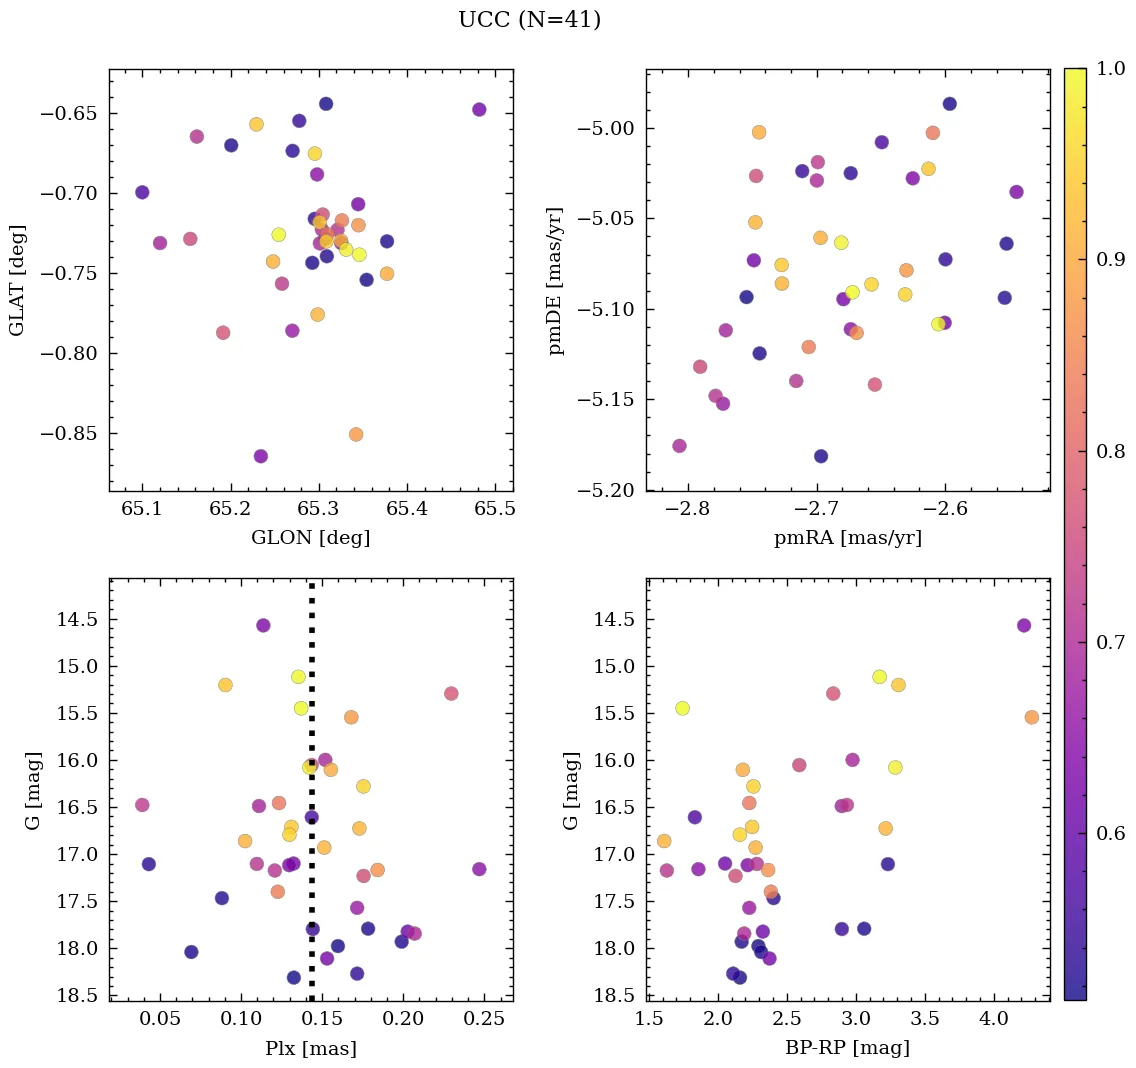 UCC (N=41)
−0.65
−0.70
−0.75
−0.80
−0.85
GLAT [deg]
65.1 65.2 65.3 65.4 65.5
GLON [deg]
−5.00
−5.05
−5.10
−5.15
−5.20
pmDE [mas/yr]
−2.8 −2.7 −2.6
pmRA [mas/yr]
1.0
0.9
0.8
0.7
0.6
14.5
15.0
15.5
16.0
16.5
17.0
17.5
18.0
18.5
G [mag]
0.05 0.10 0.15 0.20 0.25
Plx [mas]
14.5
15.0
15.5
16.0
16.5
17.0
17.5
18.0
18.5
G [mag]
1.5 2.0 2.5 3.0 3.5 4.0
BP-RP [mag]